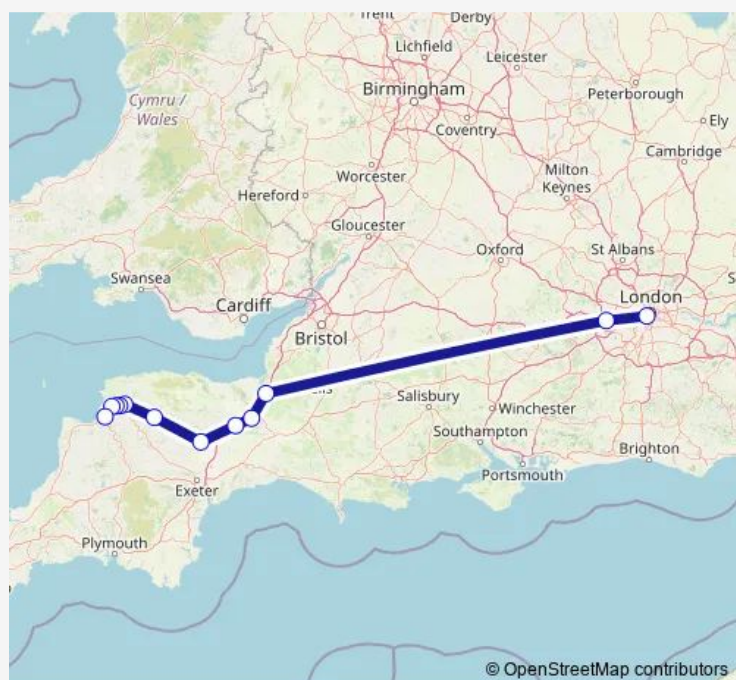 Trent
Derby
Lichfield
Leicester
Birmingham
Peterborough
Cymru /
Wales
Ely
Coventry
Cambridge
Worcester
Milton
Keynes
Hereford
Gloucester
Oxford
St Albans
Swansea
Cardiff
London
Bristol
Salisbury
Winchester
Southampton
Brighton
Portsmouth
Exeter
Plymouth
© OpenStreetMap contributors